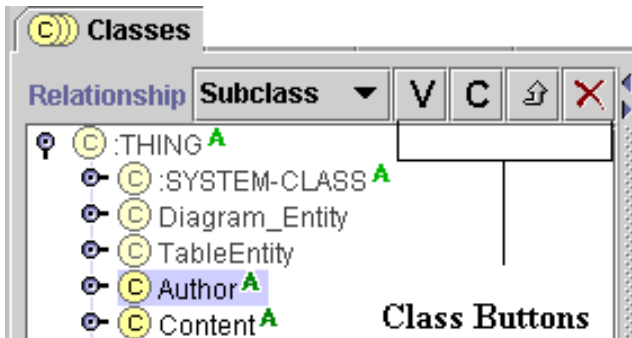 C Classes
Relationship Subclass V C
C :THING A
C :SYSTEM-CLASS A
C Diagram_Entity
C TableEntity
C Author A
C Content A
Class Buttons